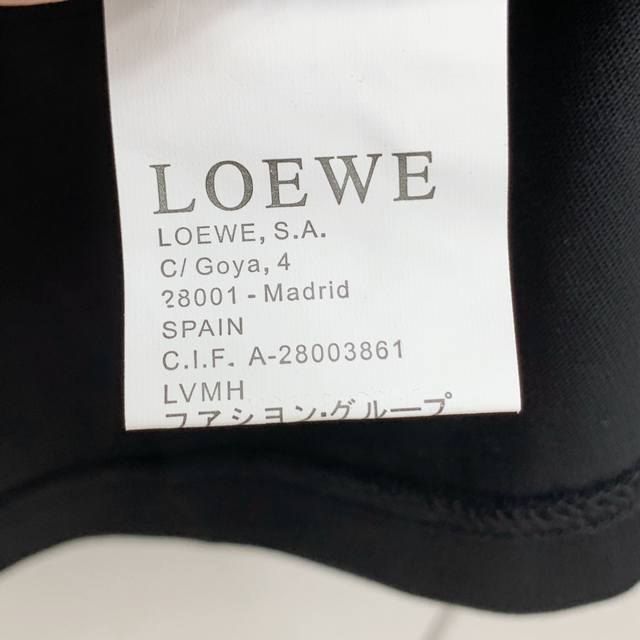 LOEWE
LOEWE, S.A.
C/ Goya, 4
28001 - Madrid
SPAIN
C.I.F. A-28003861
LVMH
ファション·グループ